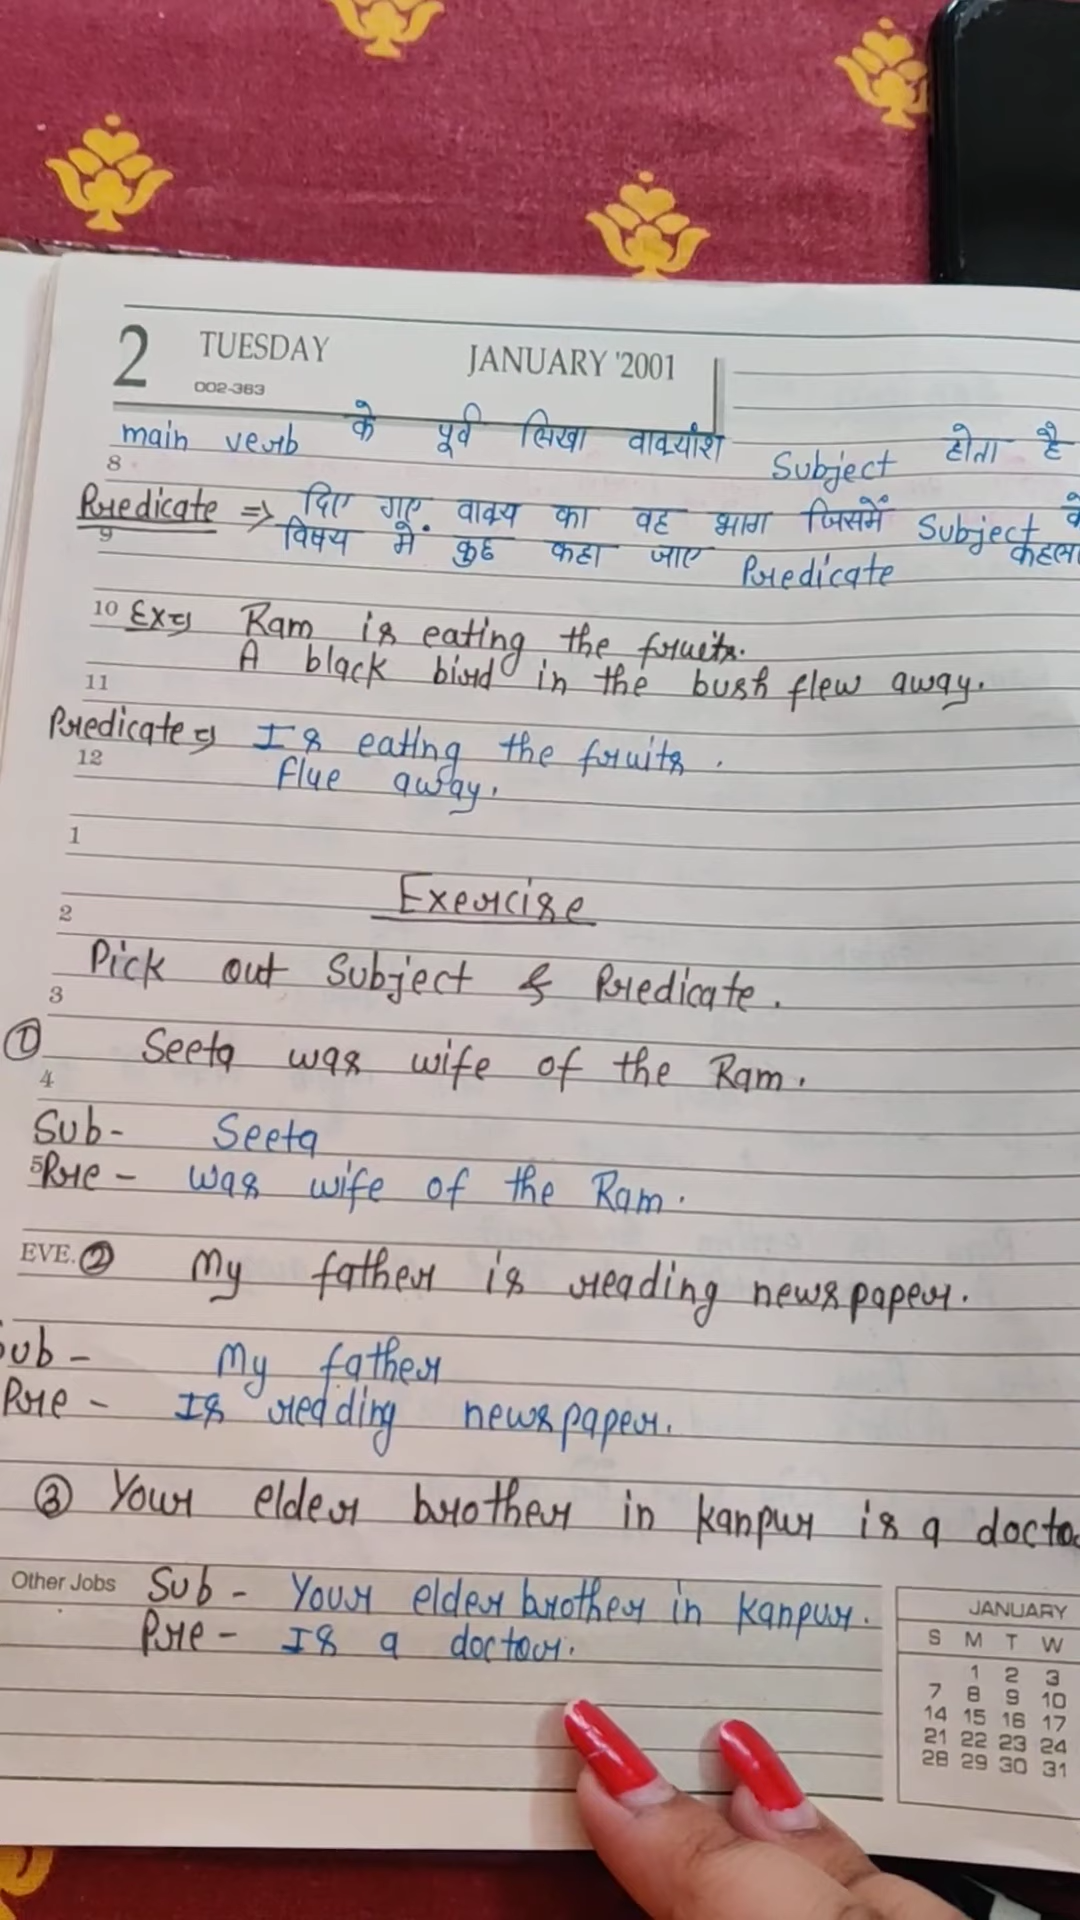 2 TUESDAY JANUARY '2001
002-363
main verb के पूर्व लिखा वाक्यांश Subject होता है
8
Predicate => दिए गए वाक्य का वह भाग जिसमें Subject के
9 विषय में कुछ कहा जाए Predicate कहला
10 Ex=> Ram is eating the fruits.
A black bird in the bush flew away.
11
Predicate => Is eating the fruits.
12 flue away.
1
Exercise
2
Pick out Subject & Predicate.
3
① Seeta was wife of the Ram.
4
Sub- Seeta
5 Pre - was wife of the Ram.
EVE. ② My father is reading newspaper.
Sub - My father
Pre - Is reading newspaper.
③ Your elder brother in kanpur is a docto
Other Jobs Sub - Your elder brother in kanpur.
Pre - Is a doctor.
JANUARY
S M T W
1 2 3
7 8 9 10
14 15 16 17
21 22 23 24
28 29 30 31